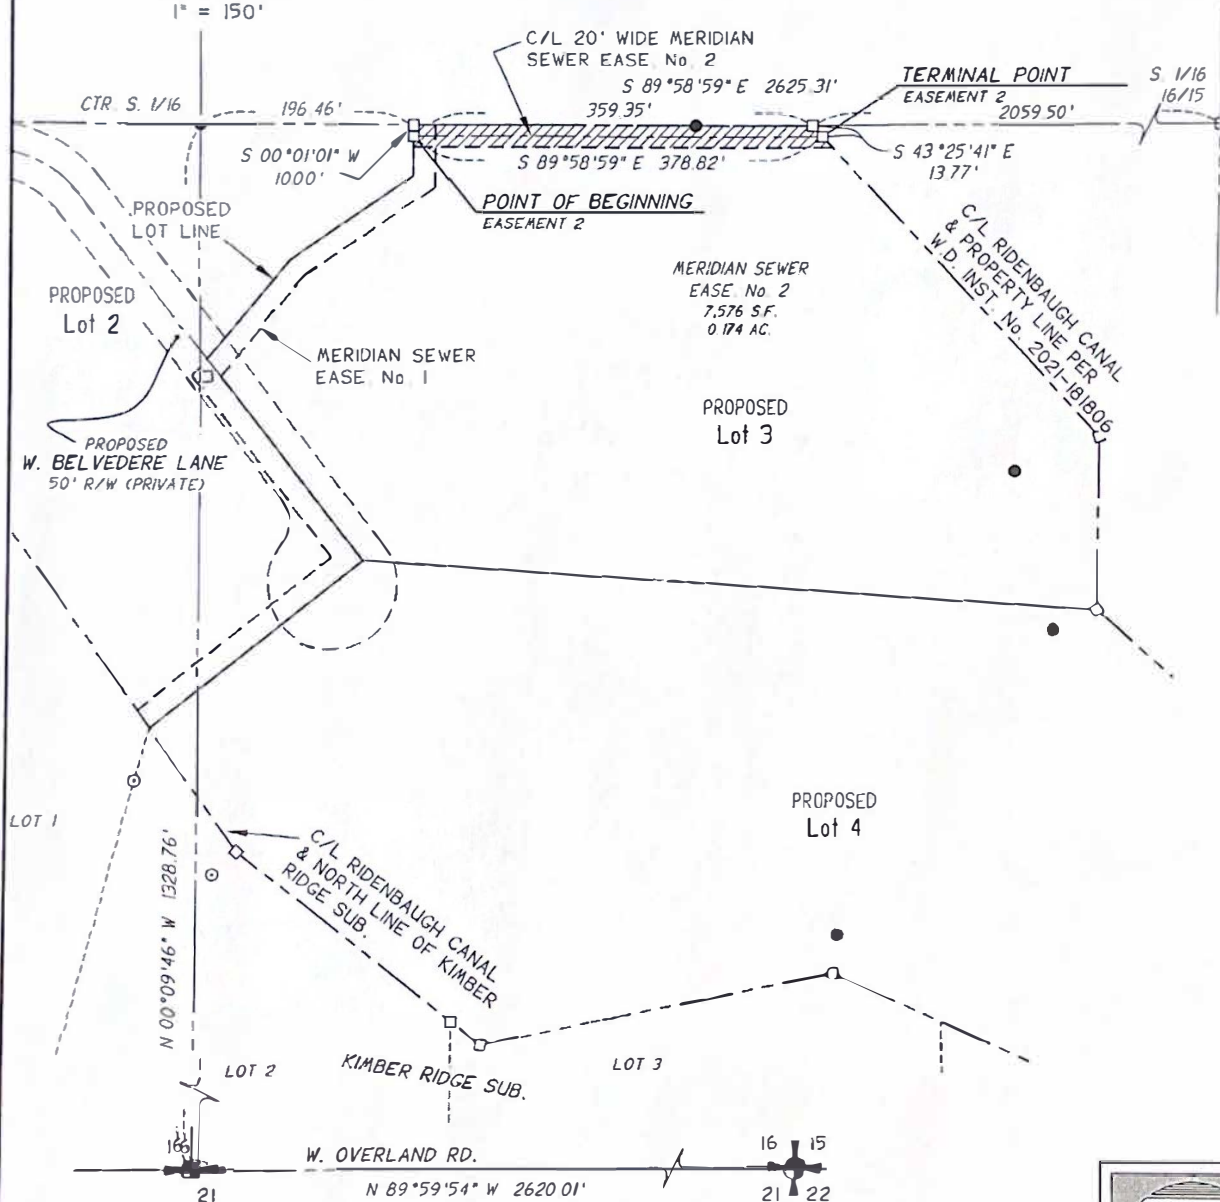 1" = 150'
C/L 20' WIDE MERIDIAN
SEWER EASE. No. 2
S 89°58'59" E 2625.31'
TERMINAL POINT
EASEMENT 2
S. 1/16
16/15
CTR. S. 1/16
196.46'
359.35'
2059.50'
S 00°01'01" W
10.00'
S 89°58'59" E 378.82'
S 43°25'41" E
13.77'
POINT OF BEGINNING
EASEMENT 2
PROPOSED
LOT LINE
C/L RIDENBAUGH CANAL
& PROPERTY LINE PER
W.D. INST. No. 2021-181806
MERIDIAN SEWER
EASE. No. 2
7,576 S.F.
0.174 AC.
PROPOSED
Lot 2
MERIDIAN SEWER
EASE. No. 1
PROPOSED
Lot 3
PROPOSED
W. BELVEDERE LANE
50' R/W (PRIVATE)
PROPOSED
Lot 4
LOT 1
N 00°09'46" W 1328.76'
C/L RIDENBAUGH CANAL
& NORTH LINE OF KIMBER
RIDGE SUB.
LOT 2
KIMBER RIDGE SUB.
LOT 3
16
W. OVERLAND RD.
16 15
21
N 89°59'54" W 2620.01'
21 22